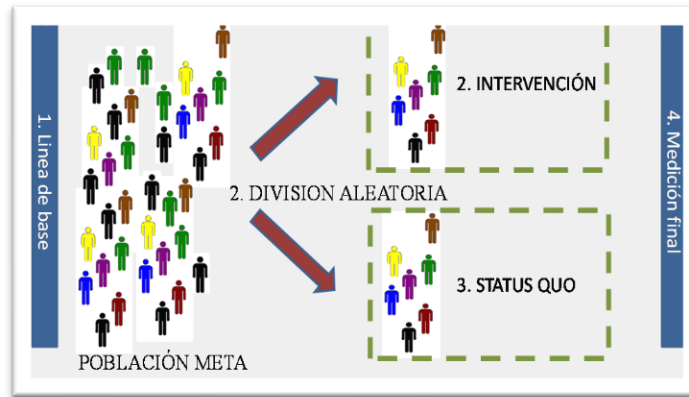 1. Linea de base
POBLACIÓN META
2. DIVISION ALEATORIA
2. INTERVENCIÓN
3. STATUS QUO
4. Medición final